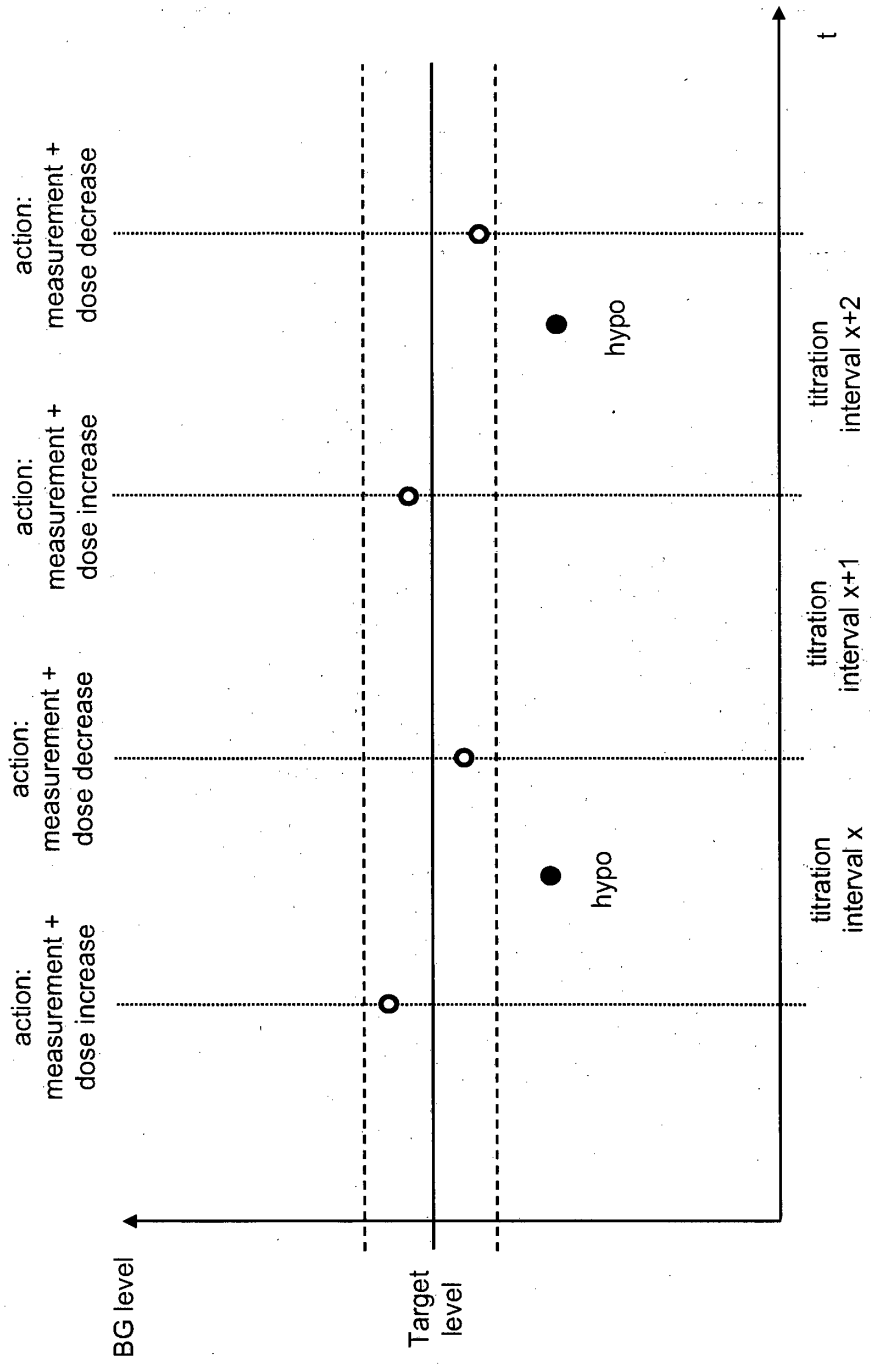 BG level
action:
measurement +
dose increase
action:
measurement +
dose decrease
action:
measurement +
dose increase
action:
measurement +
dose decrease
Target
level
hypo
hypo
titration
interval x
titration
interval x+1
titration
interval x+2
t